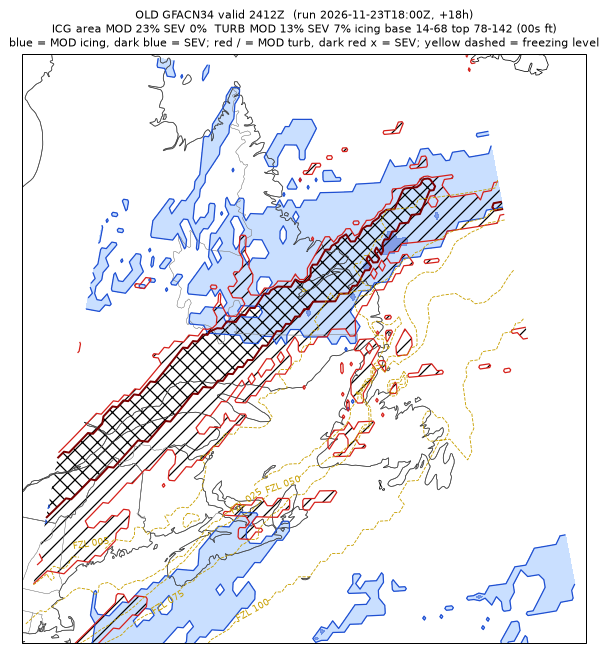 OLD GFACN34 valid 2412Z  (run 2026-11-23T18:00Z, +18h)
ICG area MOD 23% SEV 0%  TURB MOD 13% SEV 7% icing base 14-68 top 78-142 (00s ft)
blue = MOD icing, dark blue = SEV; red / = MOD turb, dark red x = SEV; yellow dashed = freezing level
025 FZL 050
FZL 005
FZL 075
FZL 100